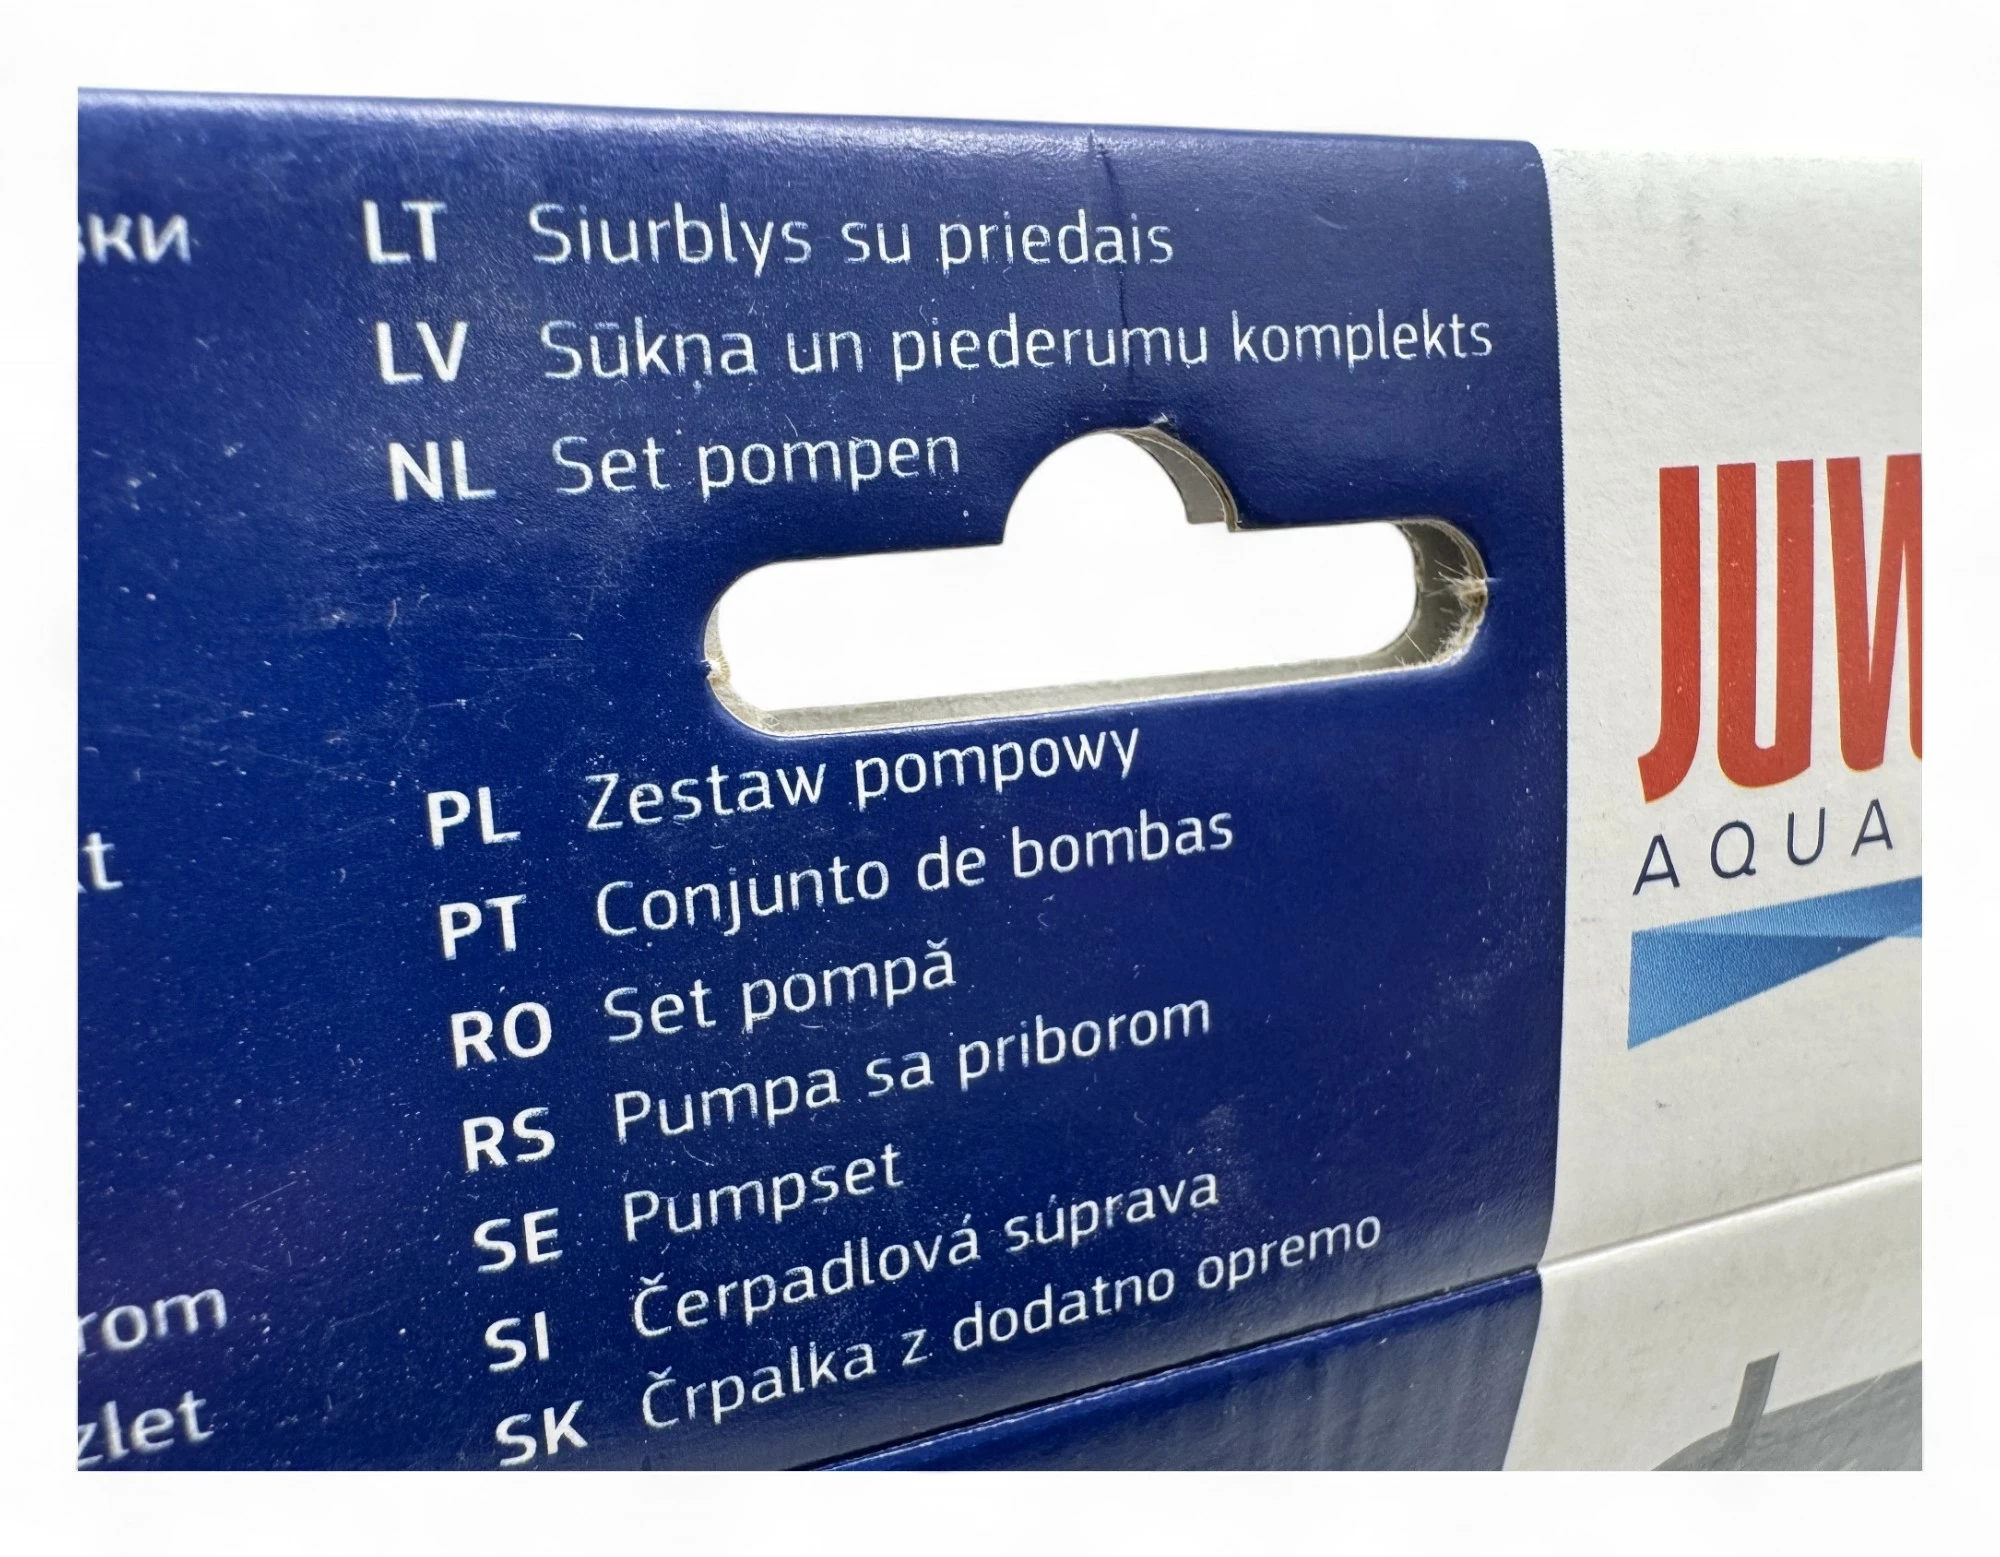 LT Siurblys su priedais
LV Sūkņa un piederumu komplekts
NL Set pompen
PL Zestaw pompowy
PT Conjunto de bombas
RO Set pompă
RS Pumpa sa priborom
SE Pumpset
SI Čerpadlová súprava
SK Črpalka z dodatno opremo
AQUA